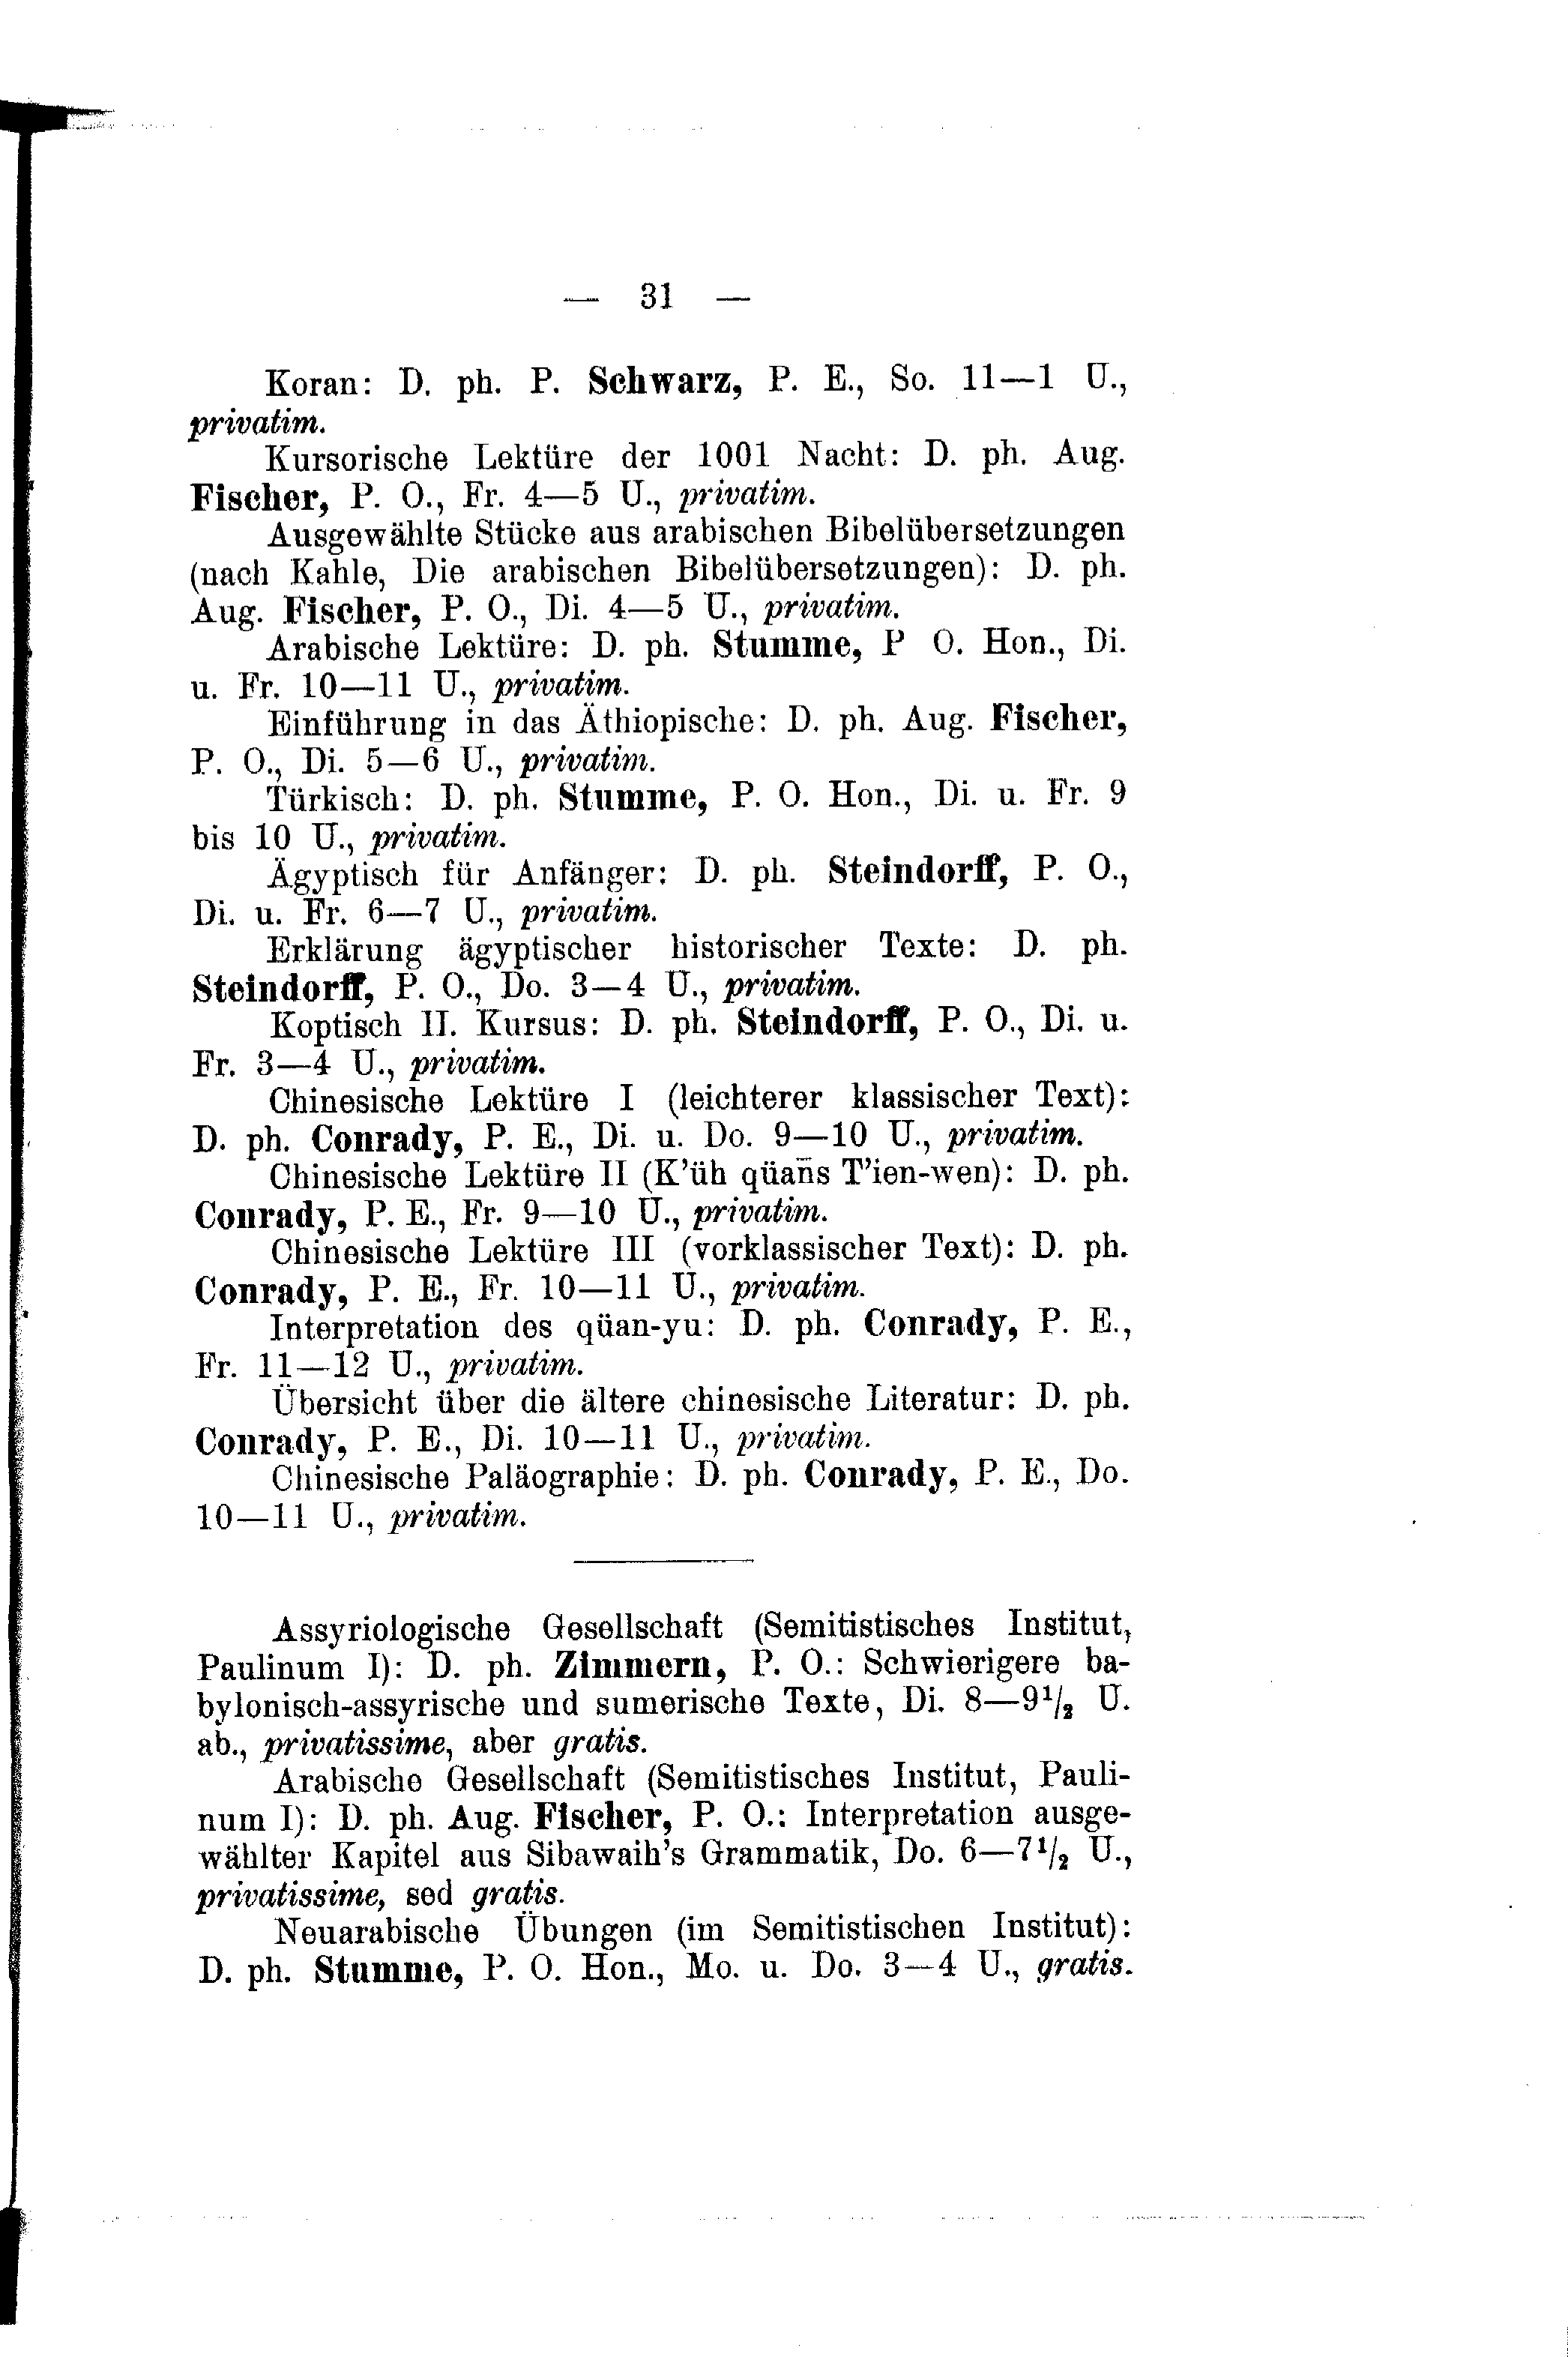 — 31 —
Koran: D. ph. P. Schwarz, P. E., So. 11—1 U.,
privatim.
Kursorische Lektüre der 1001 Nacht: D. ph. Aug.
Fischer, P. O., Fr. 4—5 U., privatim.
Ausgewählte Stücke aus arabischen Bibelübersetzungen
(nach Kahle, Die arabischen Bibelübersetzungen): D. ph.
Aug. Fischer, P. O., Di. 4—5 U., privatim.
Arabische Lektüre: D. ph. Stumme, P O. Hon., Di.
u. Fr. 10—11 U., privatim.
Einführung in das Äthiopische: D. ph. Aug. Fischer,
P. O., Di. 5—6 U., privatim.
Türkisch: D. ph. Stumme, P. O. Hon., Di. u. Fr. 9
bis 10 U., privatim.
Ägyptisch für Anfänger: D. ph. Steindorff, P. O.,
Di. u. Fr. 6—7 U., privatim.
Erklärung ägyptischer historischer Texte: D. ph.
Steindorff, P. O., Do. 3—4 U., privatim.
Koptisch II. Kursus: D. ph. Steindorff, P. O., Di. u.
Fr. 3—4 U., privatim.
Chinesische Lektüre I (leichterer klassischer Text):
D. ph. Conrady, P. E., Di. u. Do. 9—10 U., privatim.
Chinesische Lektüre II (K'üh qüan̄s T'ien-wen): D. ph.
Conrady, P. E., Fr. 9—10 U., privatim.
Chinesische Lektüre III (vorklassischer Text): D. ph.
Conrady, P. E., Fr. 10—11 U., privatim.
Interpretation des qüan-yu: D. ph. Conrady, P. E.,
Fr. 11—12 U., privatim.
Übersicht über die ältere chinesische Literatur: D. ph.
Conrady, P. E., Di. 10—11 U., privatim.
Chinesische Paläographie: D. ph. Conrady, P. E., Do.
10—11 U., privatim.
Assyriologische Gesellschaft (Semitistisches Institut,
Paulinum I): D. ph. Zimmern, P. O.: Schwierigere ba-
bylonisch-assyrische und sumerische Texte, Di. 8—9¹/₂ U.
ab., privatissime, aber gratis.
Arabische Gesellschaft (Semitistisches Institut, Pauli-
num I): D. ph. Aug. Fischer, P. O.: Interpretation ausge-
wählter Kapitel aus Sibawaih's Grammatik, Do. 6—7¹/₂ U.,
privatissime, sed gratis.
Neuarabische Übungen (im Semitistischen Institut):
D. ph. Stumme, P. O. Hon., Mo. u. Do. 3—4 U., gratis.